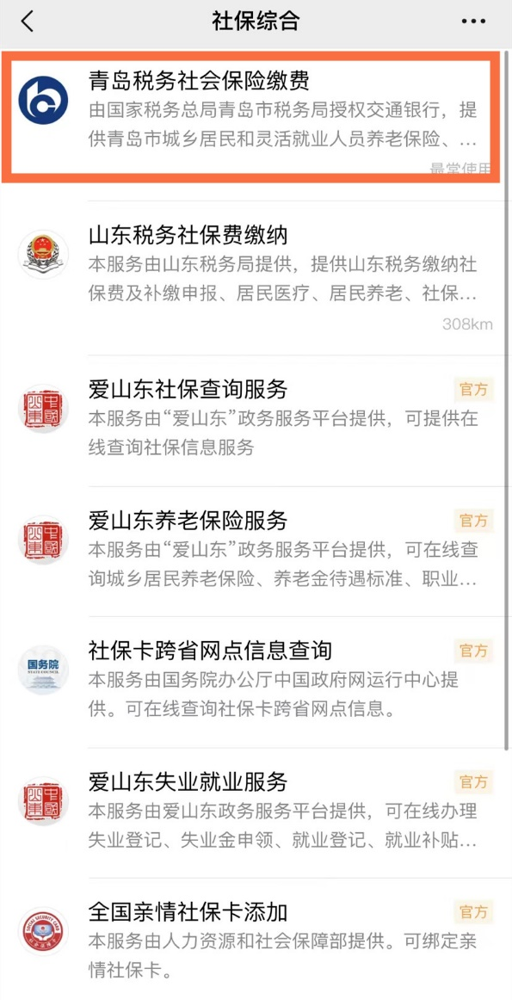 社保综合
青岛税务社会保险缴费
由国家税务总局青岛市税务局授权交通银行，提
供青岛市城乡居民和灵活就业人员养老保险、...
最常使用
山东税务社保费缴纳
本服务由山东税务局提供，提供山东税务缴纳社
保费及补缴申报、居民医疗、居民养老、社保...
308km
爱山东社保查询服务
官方
本服务由“爱山东”政务服务平台提供，可提供在
线查询社保信息服务
爱山东养老保险服务
官方
本服务由“爱山东”政务服务平台提供，可在线查
询城乡居民养老保险、养老金待遇标准、职业...
社保卡跨省网点信息查询
官方
国务院
STATE COUNCIL
本服务由国务院办公厅中国政府网运行中心提
供。可在线查询社保卡跨省网点信息。
爱山东失业就业服务
官方
本服务由爱山东政务服务平台提供，可在线办理
失业登记、失业金申领、就业登记、就业补贴...
全国亲情社保卡添加
官方
SOCIAL SECURITY CARD
本服务由人力资源和社会保障部提供。可绑定亲
情社保卡。